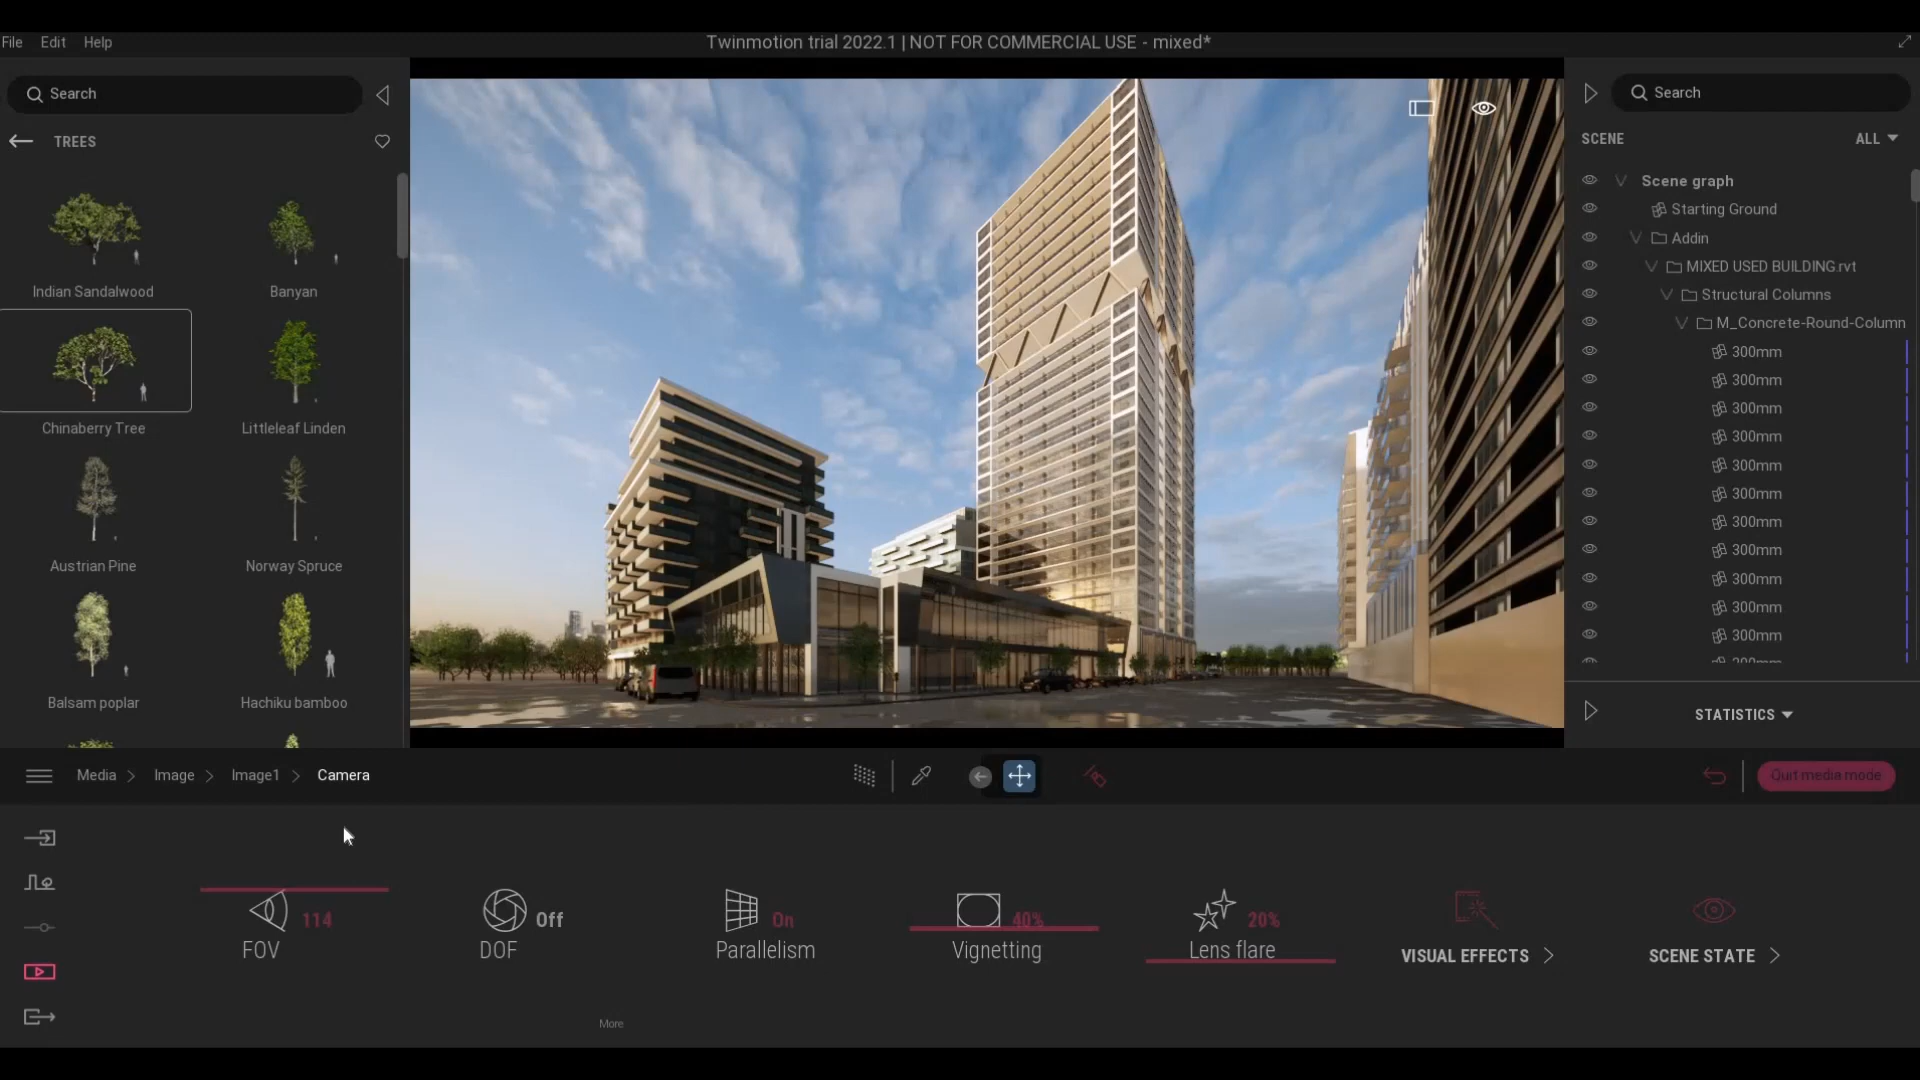 File Edit Help
Twinmotion trial 2022.1 | NOT FOR COMMERCIAL USE - mixed*
Search
TREES
Indian Sandalwood
Banyan
Chinaberry Tree
Littleleaf Linden
Austrian Pine
Norway Spruce
Balsam poplar
Hachiku bamboo
Search
SCENE
ALL
Scene graph
Starting Ground
Addin
MIXED USED BUILDING.rvt
Structural Columns
M_Concrete-Round-Column
300mm
300mm
300mm
300mm
300mm
300mm
300mm
300mm
300mm
300mm
300mm
STATISTICS
Media Image Image1 Camera
Quit media mode
114
FOV
Off
DOF
On
Parallelism
40%
Vignetting
20%
Lens flare
VISUAL EFFECTS
SCENE STATE
More